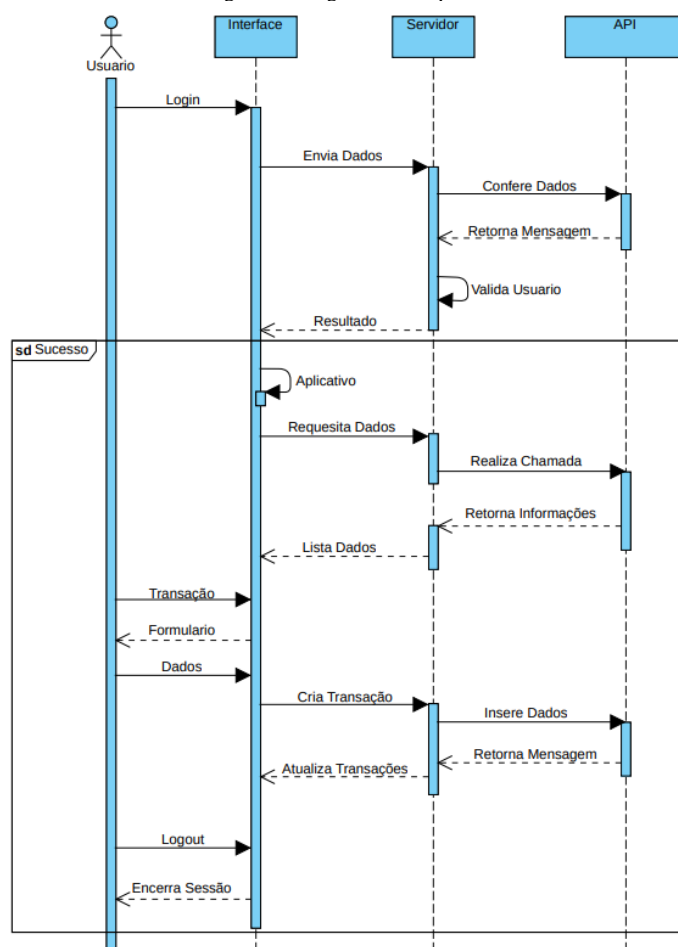 Interface
Servidor
API
Usuario
Login
Envia Dados
Confere Dados
Retorna Mensagem
Valida Usuario
Resultado
sd Sucesso
Aplicativo
Requesita Dados
Realiza Chamada
Retorna Informações
Lista Dados
Transação
Formulario
Dados
Cria Transação
Insere Dados
Retorna Mensagem
Atualiza Transações
Logout
Encerra Sessão